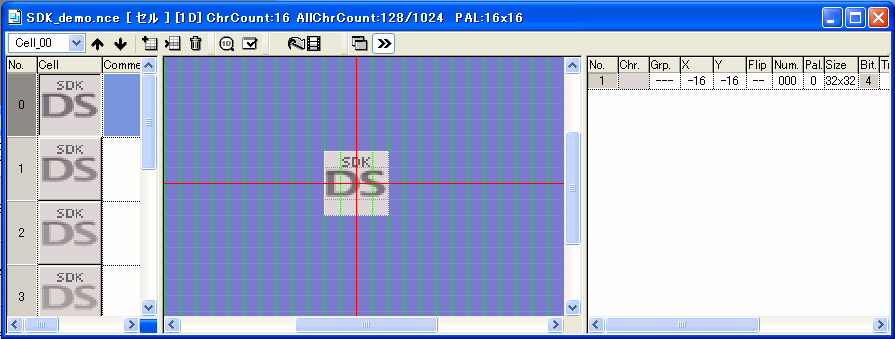 SDK_demo.nce [ セル ] [1D] ChrCount:16 AllChrCount:128/1024 PAL:16x16
Cell_00
1D
No. Cell Comme
0 SDK DS
1 SDK DS
2 SDK DS
3 SDK DS
SDK
DS
No. Chr. Grp. X Y Flip Num. Pal. Size Bit. Tr
1 --- -16 -16 -- 000 0 32x32 4